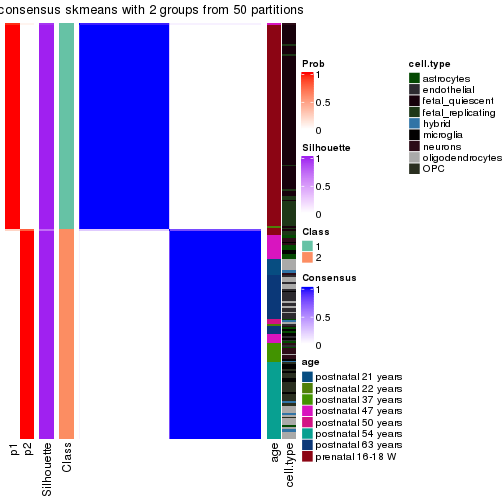 consensus skmeans with 2 groups from 50 partitions
Prob
1
0.5
0
Silhouette
1
0.5
0
Class
1
2
Consensus
1
0.5
0
age
postnatal 21 years
postnatal 22 years
postnatal 37 years
postnatal 47 years
postnatal 50 years
postnatal 54 years
postnatal 63 years
prenatal 16-18 W
cell.type
astrocytes
endothelial
fetal_quiescent
fetal_replicating
hybrid
microglia
neurons
oligodendrocytes
OPC
p1
p2
Silhouette
Class
age
cell.type